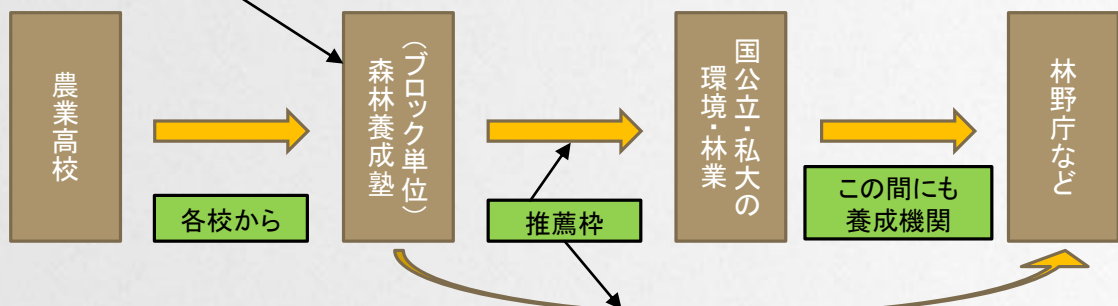 農業高校
各校から
(ブロック単位)
森林養成塾
推薦枠
国公立・私大の
環境・林業
この間にも
養成機関
林野庁など